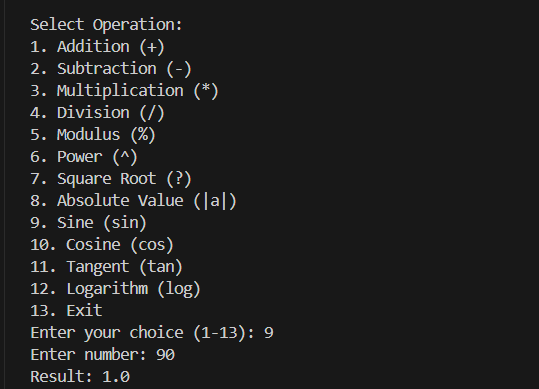 Select Operation:
1. Addition (+)
2. Subtraction (-)
3. Multiplication (*)
4. Division (/)
5. Modulus (%)
6. Power (^)
7. Square Root (?)
8. Absolute Value (|a|)
9. Sine (sin)
10. Cosine (cos)
11. Tangent (tan)
12. Logarithm (log)
13. Exit
Enter your choice (1-13): 9
Enter number: 90
Result: 1.0